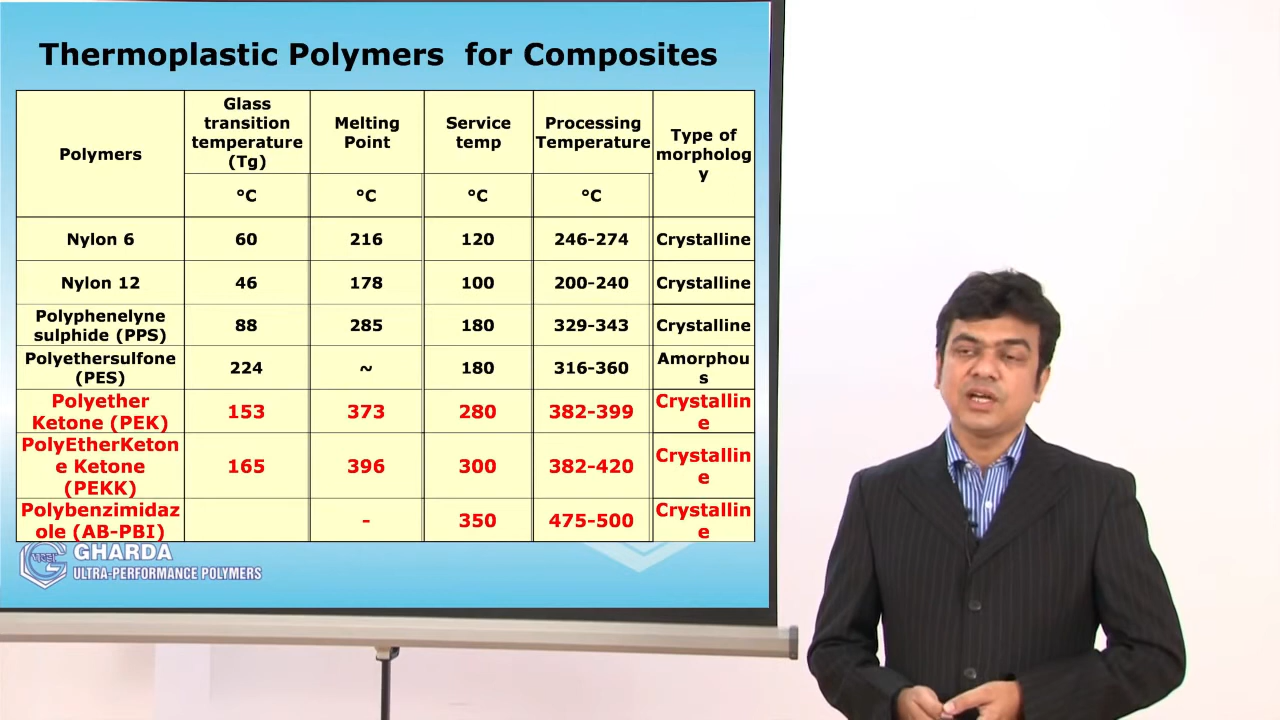 Thermoplastic Polymers for Composites
Polymers
Glass
transition
temperature
(Tg)
Melting
Point
Service
temp
Processing
Temperature
Type of
morpholog
y
°C
°C
°C
°C
Nylon 6
60
216
120
246-274
Crystalline
Nylon 12
46
178
100
200-240
Crystalline
Polyphenelyne
sulphide (PPS)
88
285
180
329-343
Crystalline
Polyethersulfone
(PES)
224
~
180
316-360
Amorphou
s
Polyether
Ketone (PEK)
153
373
280
382-399
Crystallin
e
PolyEtherKeton
e Ketone
(PEKK)
165
396
300
382-420
Crystallin
e
Polybenzimidaz
ole (AB-PBI)
-
350
475-500
Crystallin
e
GHARDA
ULTRA-PERFORMANCE POLYMERS